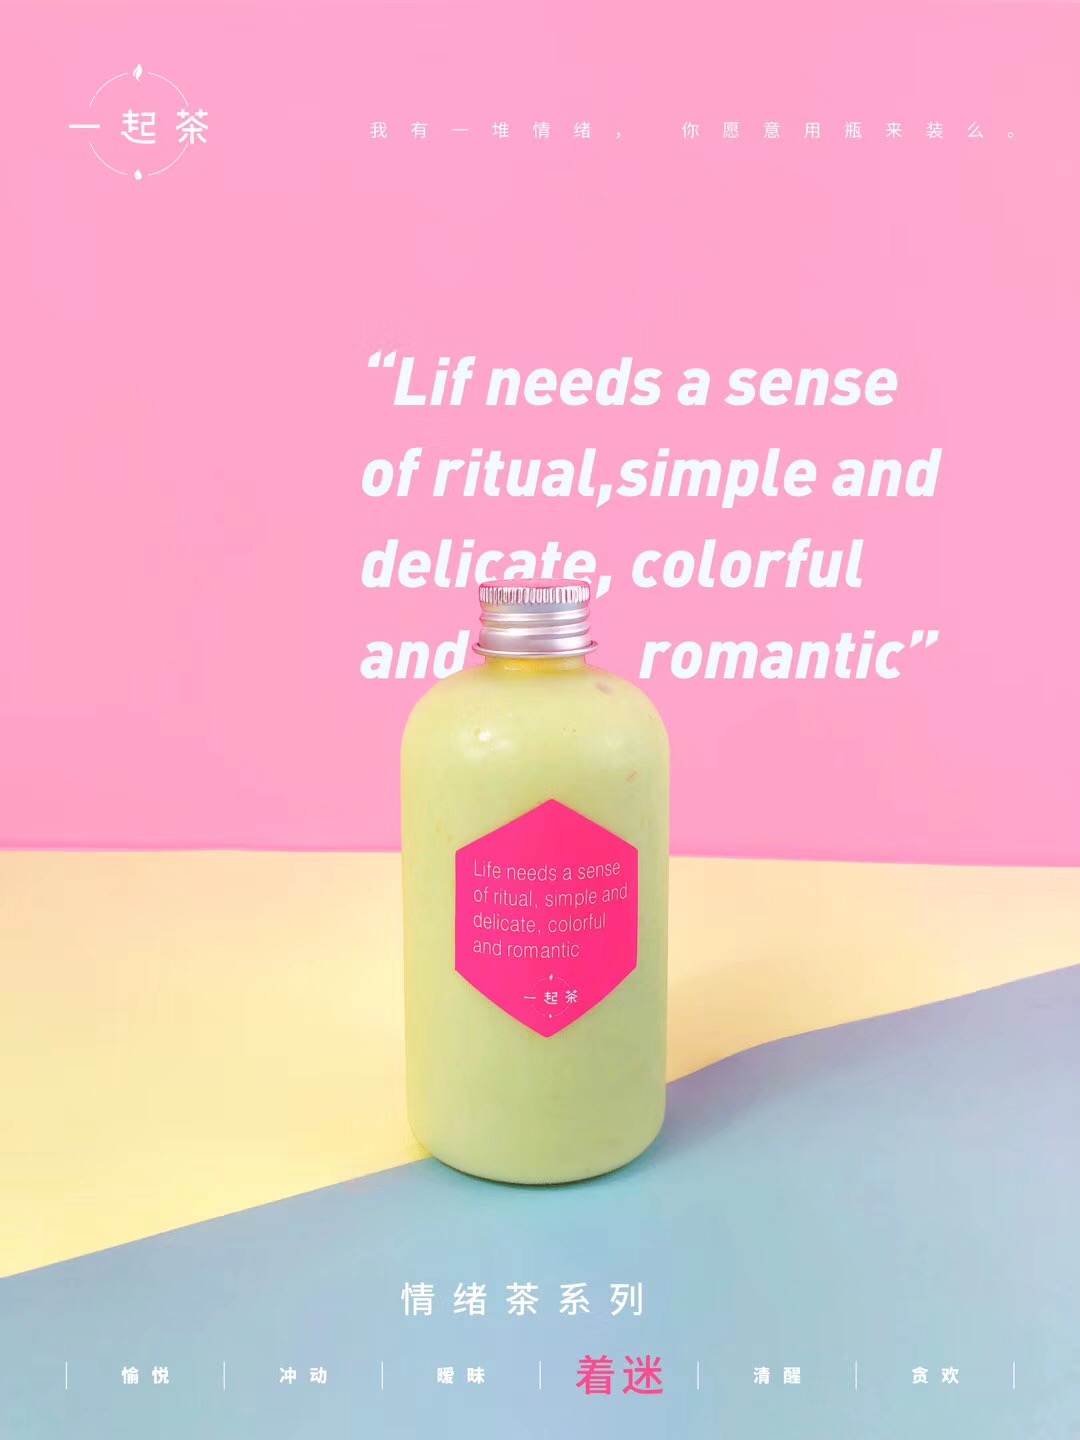 一起茶
我有一堆情绪， 你愿意用瓶来装么。
“Lif needs a sense
of ritual,simple and
delicate, colorful
and romantic”
Life needs a sense
of ritual, simple and
delicate, colorful
and romantic
一起茶
情绪茶系列
愉悦 冲动 暧昧 着迷 清醒 贪欢